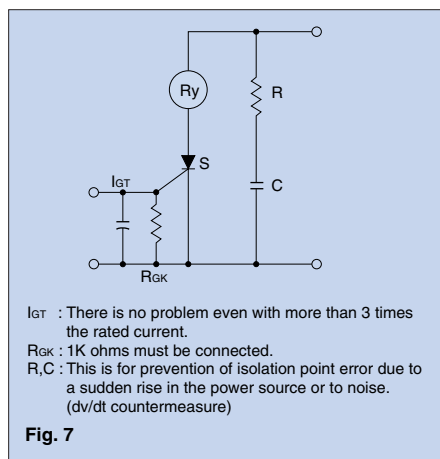 Ry
R
S
IGT
C
RGK
IGT : There is no problem even with more than 3 times
the rated current.
RGK : 1K ohms must be connected.
R,C : This is for prevention of isolation point error due to
a sudden rise in the power source or to noise.
(dv/dt countermeasure)
Fig. 7